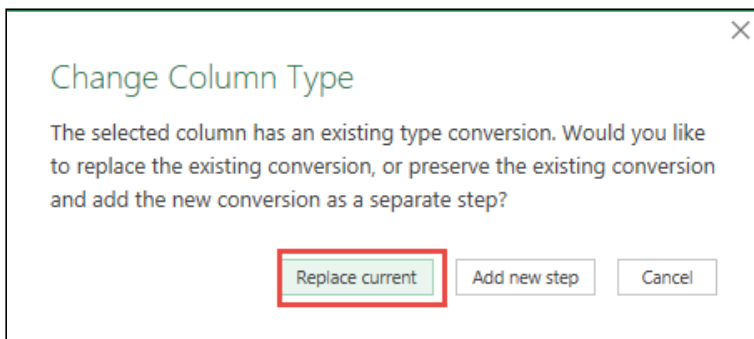 Change Column Type
The selected column has an existing type conversion. Would you like
to replace the existing conversion, or preserve the existing conversion
and add the new conversion as a separate step?
Replace current Add new step Cancel